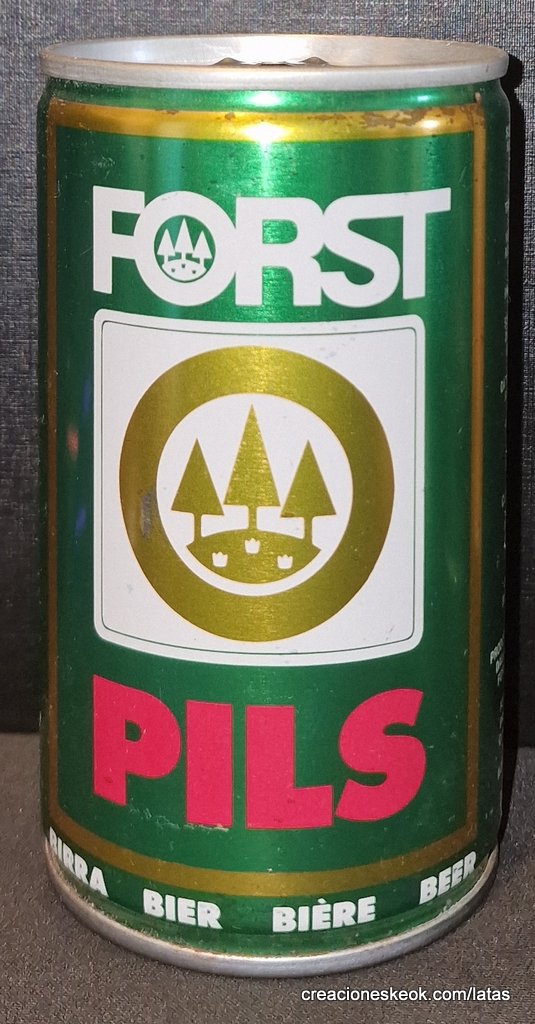 FORST
PILS
BIRRA BIER BIÈRE BEER
creacioneskeok.com/latas